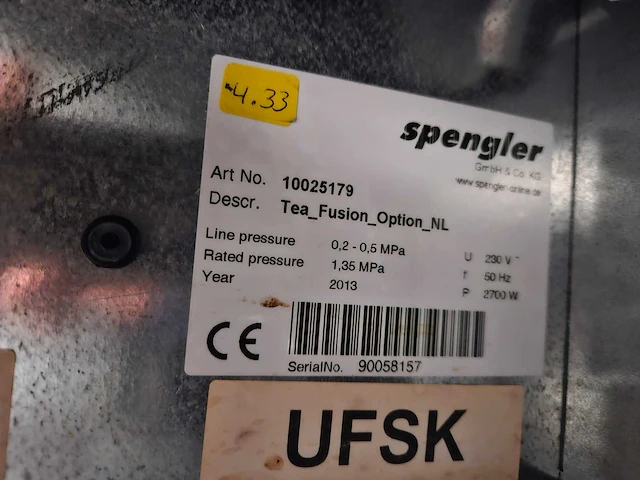 4.33
spengler
GmbH & Co. KG
www.spengler-online.de
Art No. 10025179
Descr. Tea_Fusion_Option_NL
Line pressure 0,2 - 0,5 MPa
Rated pressure 1,35 MPa
Year 2013
U 230 V ~
f 50 Hz
P 2700 W
CE
SerialNo. 90058157
UFSK